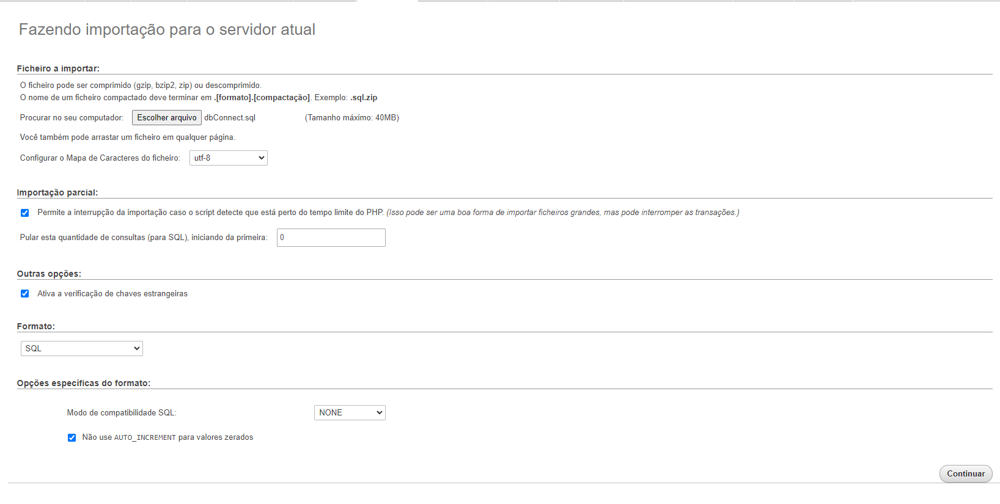 Fazendo importação para o servidor atual
Ficheiro a importar:
O ficheiro pode ser comprimido (gzip, bzip2, zip) ou descomprimido.
O nome de um ficheiro compactado deve terminar em .[formato].[compactação]. Exemplo: .sql.zip
Procurar no seu computador: Escolher arquivo dbConnect.sql (Tamanho máximo: 40MB)
Você também pode arrastar um ficheiro em qualquer página.
Configurar o Mapa de Caracteres do ficheiro: utf-8
Importação parcial:
Permite a interrupção da importação caso o script detecte que está perto do tempo limite do PHP. (Isso pode ser uma boa forma de importar ficheiros grandes, mas pode interromper as transações.)
Pular esta quantidade de consultas (para SQL), iniciando da primeira: 0
Outras opções:
Ativa a verificação de chaves estrangeiras
Formato:
SQL
Opções específicas do formato:
Modo de compatibilidade SQL: NONE
Não use AUTO_INCREMENT para valores zerados
Continuar